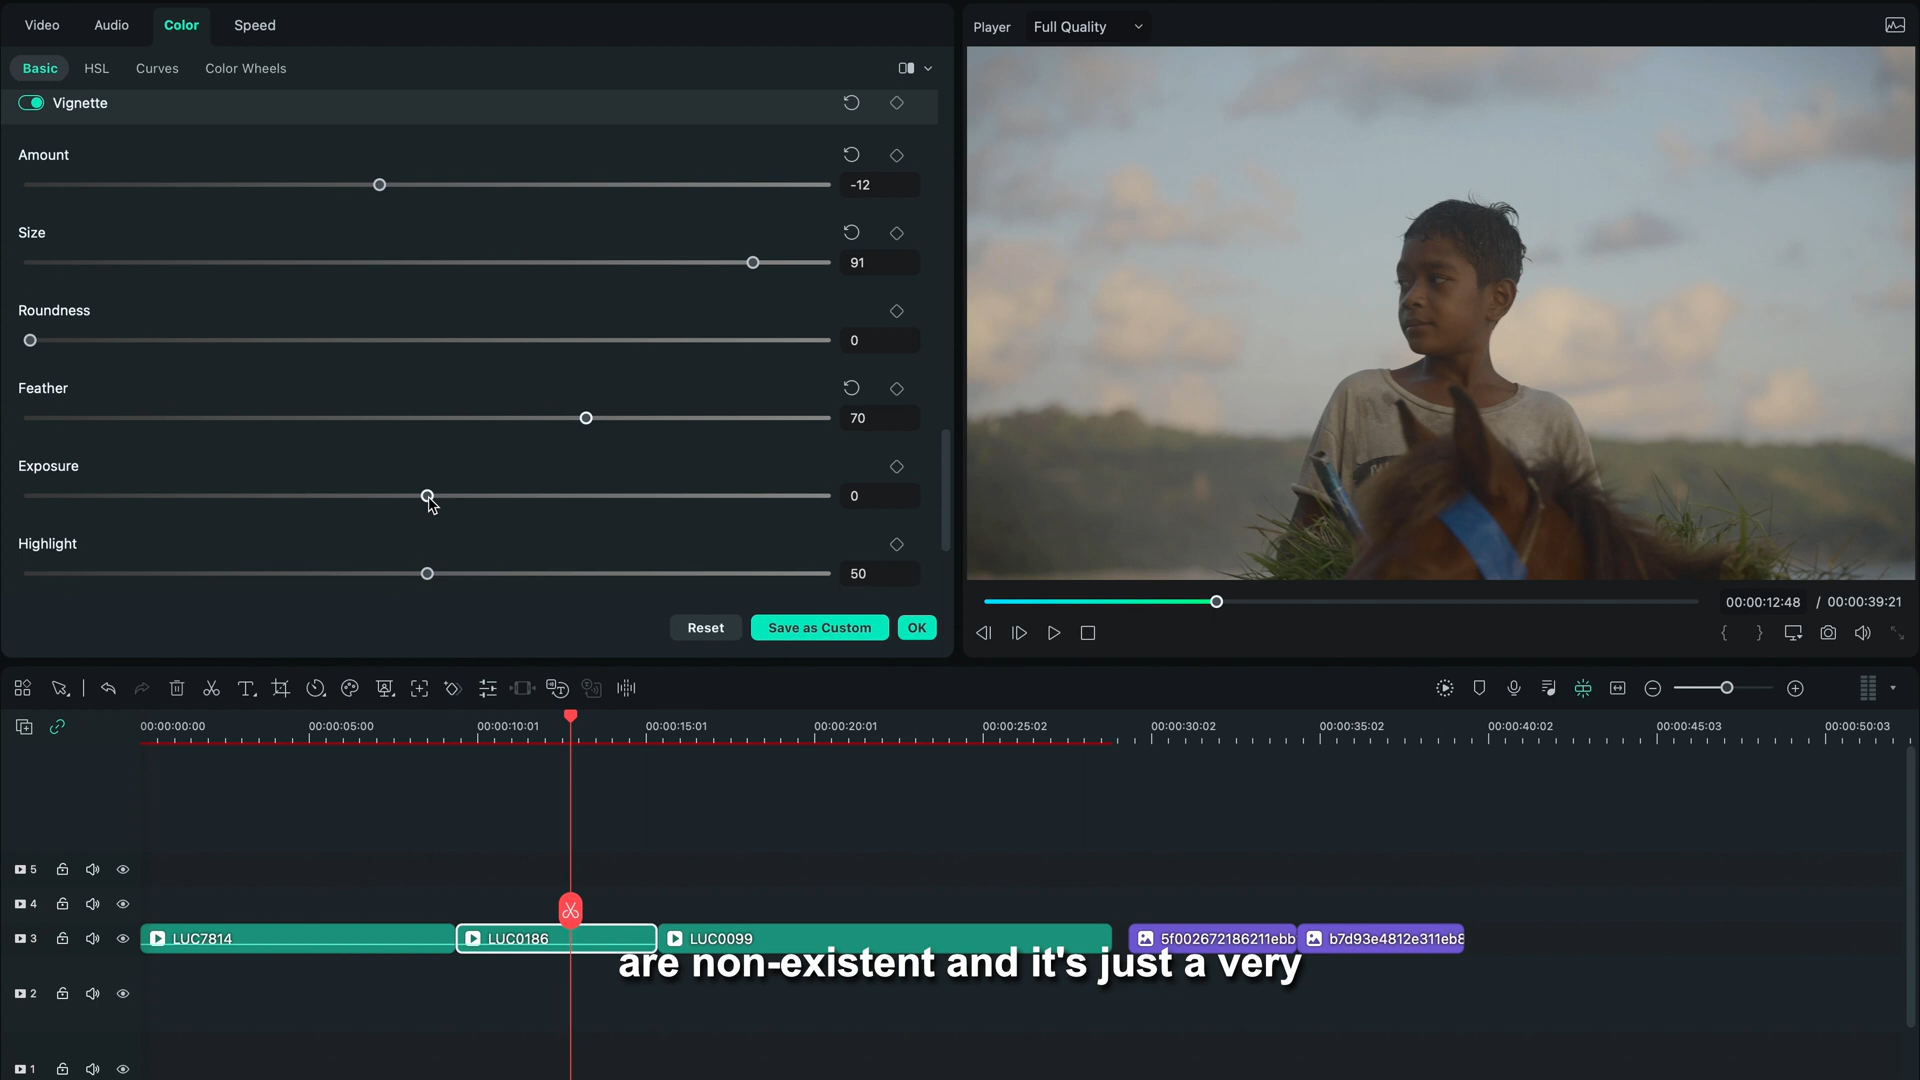 Video Audio Color Speed
Basic HSL Curves Color Wheels
Vignette
Amount
-12
Size
91
Roundness
0
Feather
70
Exposure
0
Highlight
50
Reset Save as Custom OK
Player Full Quality
00:00:12:48 / 00:00:39:21
00:00:00:00 00:00:05:00 00:00:10:01 00:00:15:01 00:00:20:01 00:00:25:02 00:00:30:02 00:00:35:02 00:00:40:02 00:00:45:03 00:00:50:03
5
4
3 LUC7814 LUC0186 LUC0099 5f002672186211ebb b7d93e4812e311eb8
are non-existent and it's just a very
2
1